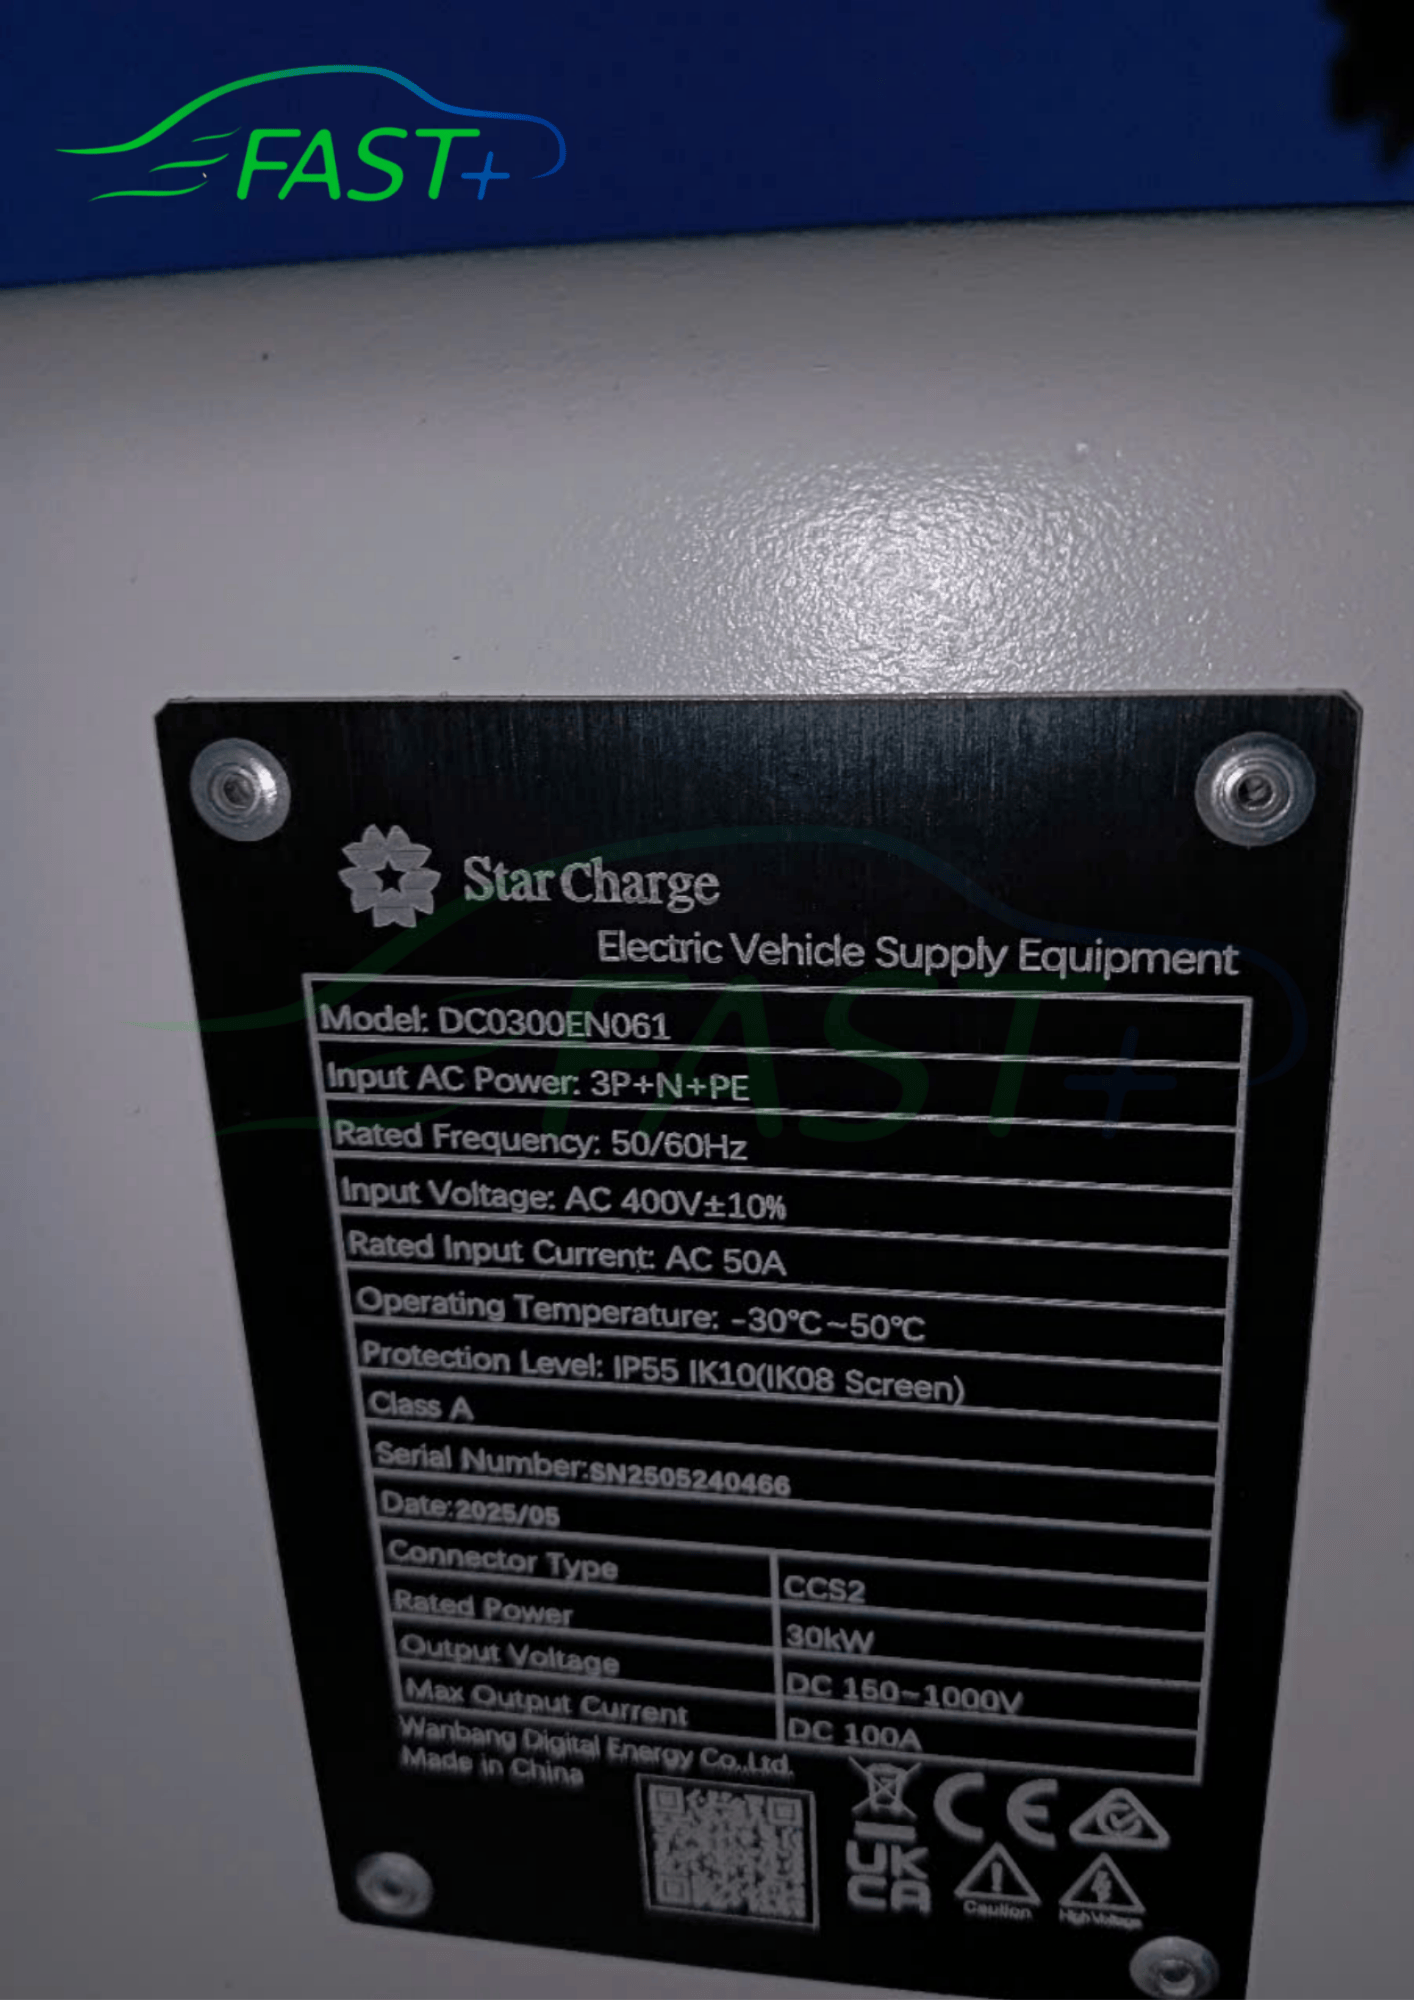 FAST+
StarCharge
Electric Vehicle Supply Equipment
Model: DC0300EN061
Input AC Power: 3P+N+PE
Rated Frequency: 50/60Hz
Input Voltage: AC 400V±10%
Rated Input Current: AC 50A
Operating Temperature: -30℃~50℃
Protection Level: IP55 IK10(IK08 Screen)
Class A
Serial Number:SN2505240466
Date:2025/05
Connector Type CCS2
Rated Power 30kW
Output Voltage DC 150~1000V
Max Output Current DC 100A
Wanbang Digital Energy Co.,Ltd.
Made in China
CE
UK
CA
Caution
High Voltage
FAST+